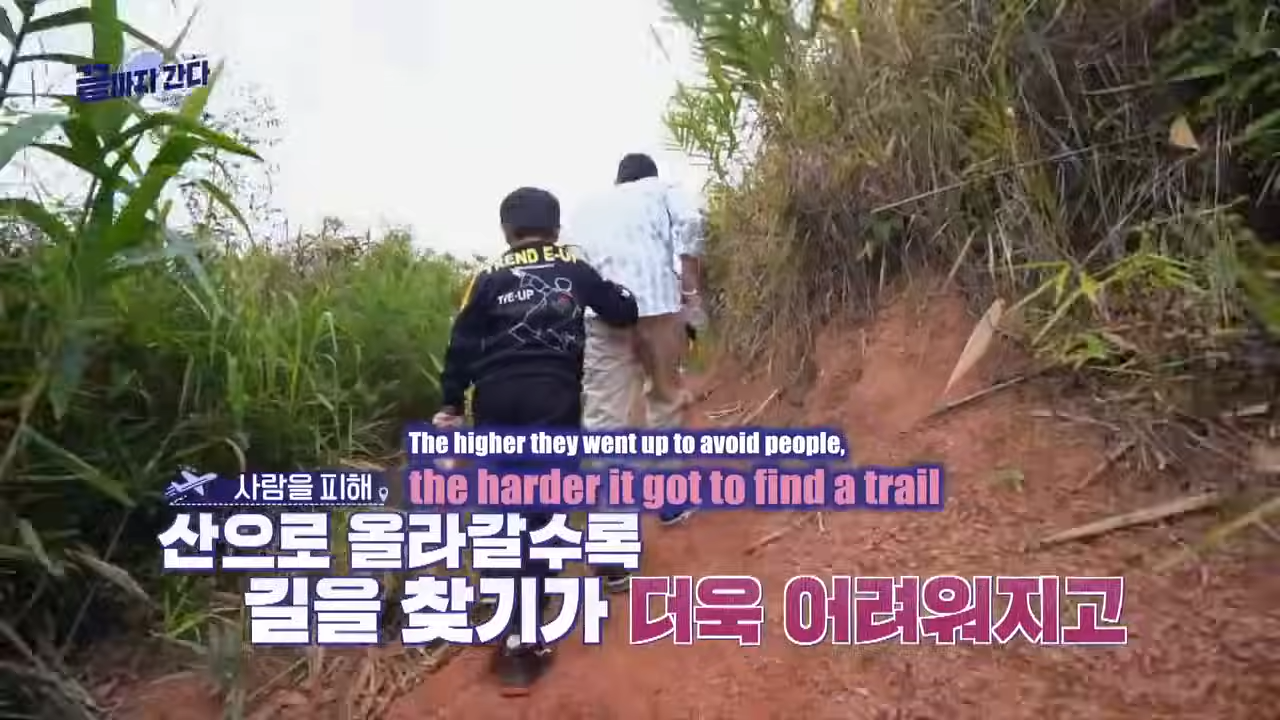 끝까지 간다
LEND E-U
TYE-UP
The higher they went up to avoid people,
사람을 피해
the harder it got to find a trail
산으로 올라갈수록
길을 찾기가 더욱 어려워지고